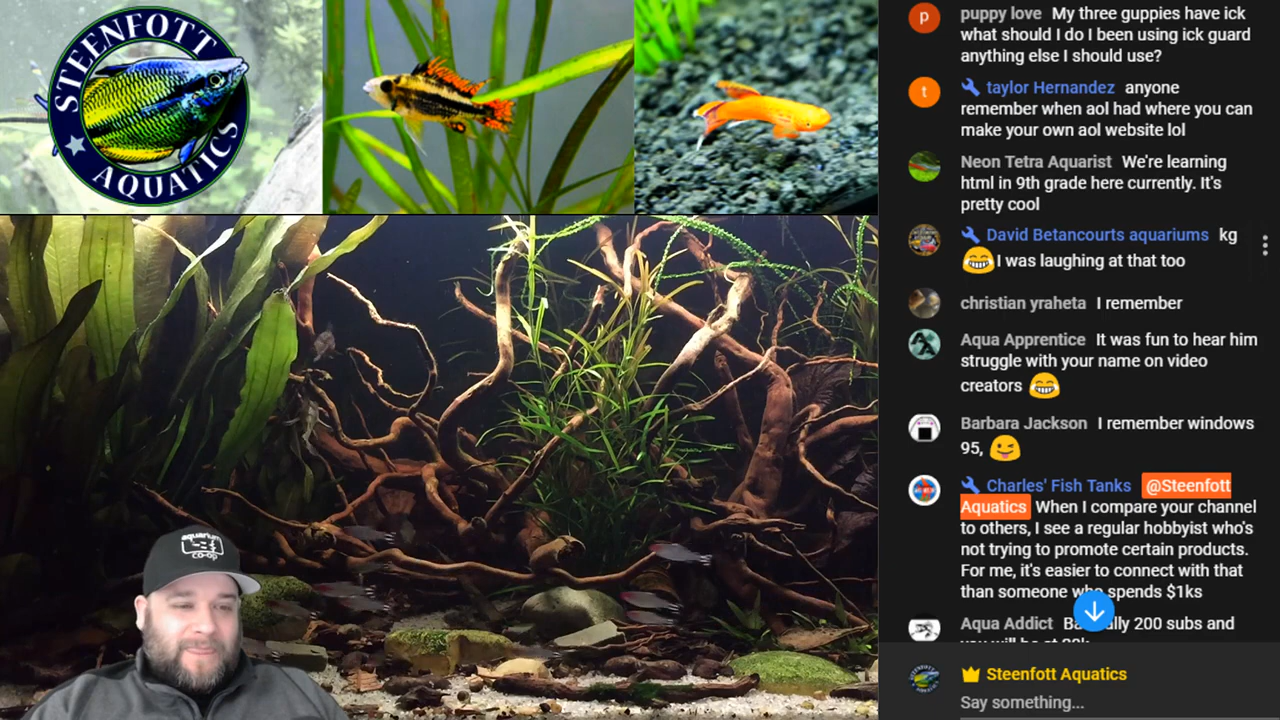 STEENFOTT
AQUATICS
aquarium
co-op
p
puppy love My three guppies have ick
what should I do I been using ick guard
anything else I should use?
t
taylor Hernandez anyone
remember when aol had where you can
make your own aol website lol
Neon Tetra Aquarist We're learning
html in 9th grade here currently. It's
pretty cool
David Betancourts aquariums kg
😂 I was laughing at that too
christian yraheta I remember
Aqua Apprentice It was fun to hear him
struggle with your name on video
creators 😂
Barbara Jackson I remember windows
95, 😜
Charles' Fish Tanks @Steenfott
Aquatics When I compare your channel
to others, I see a regular hobbyist who's
not trying to promote certain products.
For me, it's easier to connect with that
than someone who spends $1ks
Aqua Addict 200 subs and
Steenfott Aquatics
Say something...